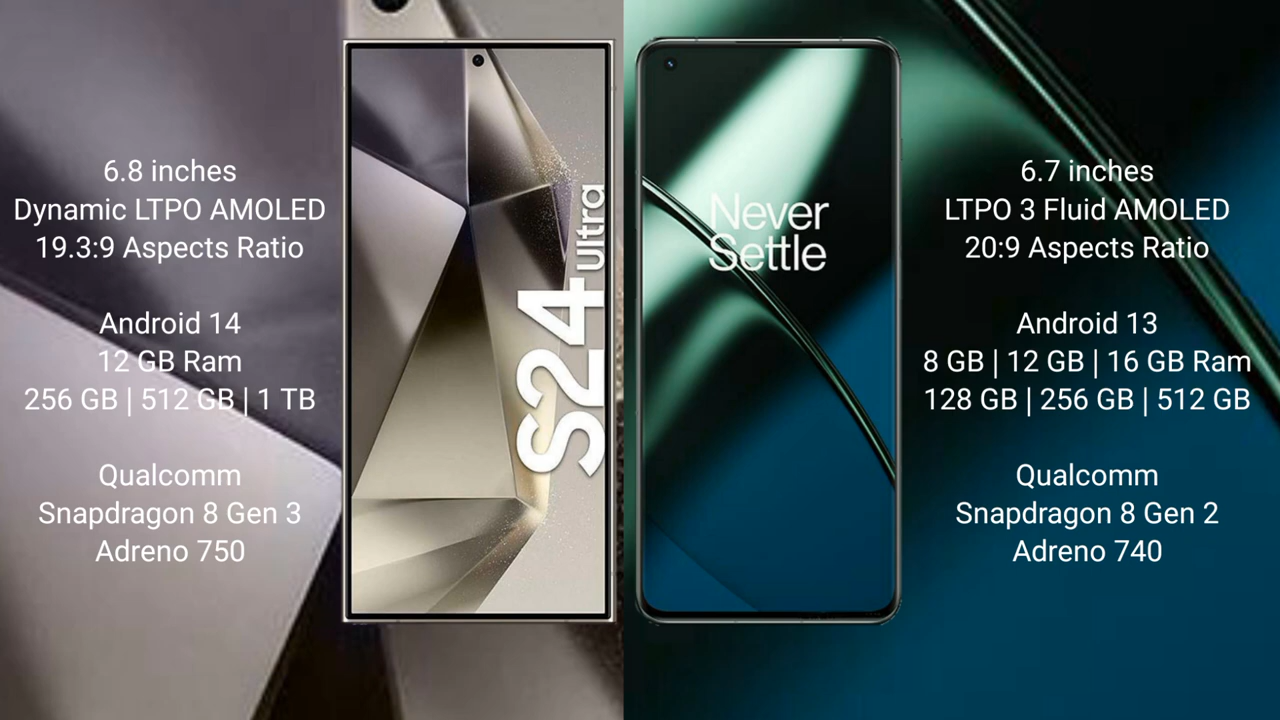 6.8 inches
Dynamic LTPO AMOLED
19.3:9 Aspects Ratio
Android 14
12 GB Ram
256 GB | 512 GB | 1 TB
Qualcomm
Snapdragon 8 Gen 3
Adreno 750
S24 Ultra
Never
Settle
6.7 inches
LTPO 3 Fluid AMOLED
20:9 Aspects Ratio
Android 13
8 GB | 12 GB | 16 GB Ram
128 GB | 256 GB | 512 GB
Qualcomm
Snapdragon 8 Gen 2
Adreno 740